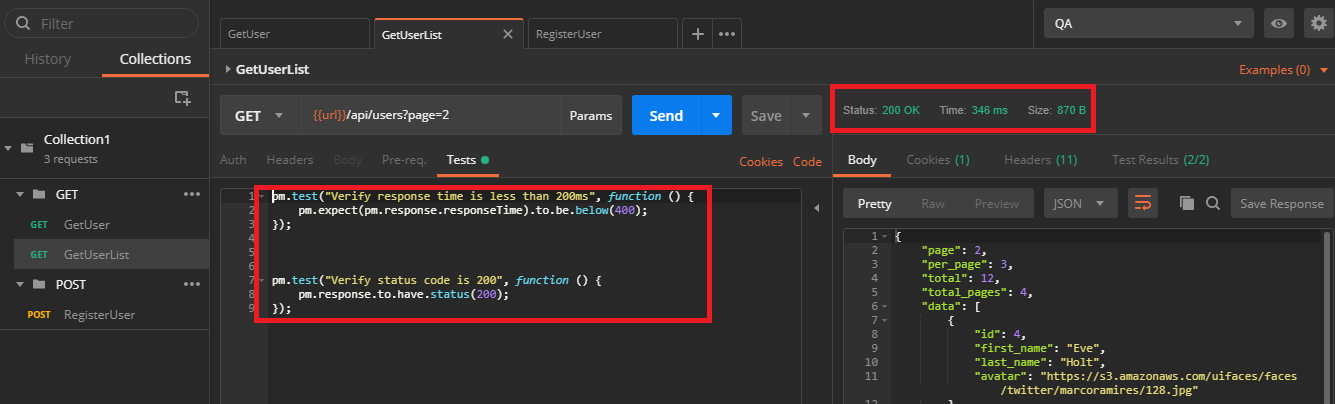 Filter
History Collections
Collection1
3 requests
GET
GET GetUser
GET GetUserList
POST
POST RegisterUser
GetUser GetUserList RegisterUser
QA
GetUserList
Examples (0)
GET {{url}}/api/users?page=2 Params Send Save
Status: 200 OK Time: 346 ms Size: 870 B
Auth Headers Body Pre-req. Tests Cookies Code
1 pm.test("Verify response time is less than 200ms", function () {
2 pm.expect(pm.response.responseTime).to.be.below(400);
3 });
4
5
6
7 pm.test("Verify status code is 200", function () {
8 pm.response.to.have.status(200);
9 });
Body Cookies (1) Headers (11) Test Results (2/2)
Pretty Raw Preview JSON Save Response
1 {
2 "page": 2,
3 "per_page": 3,
4 "total": 12,
5 "total_pages": 4,
6 "data": [
7 {
8 "id": 4,
9 "first_name": "Eve",
10 "last_name": "Holt",
11 "avatar": "https://s3.amazonaws.com/uifaces/faces
/twitter/marcoramires/128.jpg"